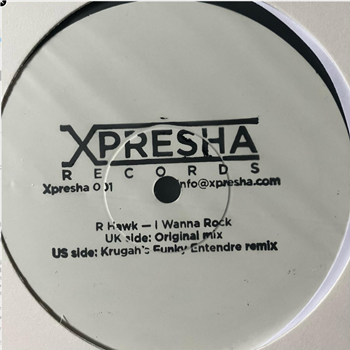 XPRESHA
RECORDS
Xpresha 001 info@xpresha.com
R Hawk — I Wanna Rock
UK side: Original mix
US side: Krugah's Funky Entendre remix